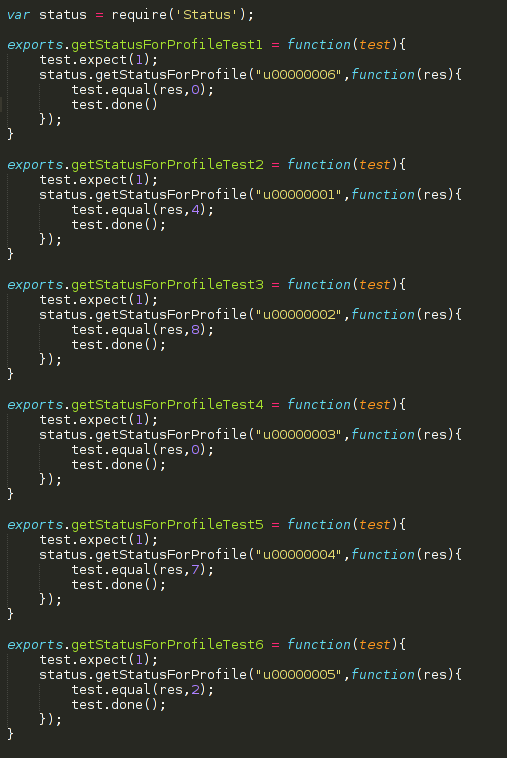 var status = require('Status');

exports.getStatusForProfileTest1 = function(test){
    test.expect(1);
    status.getStatusForProfile("u00000006",function(res){
        test.equal(res,0);
        test.done()
    });
}

exports.getStatusForProfileTest2 = function(test){
    test.expect(1);
    status.getStatusForProfile("u00000001",function(res){
        test.equal(res,4);
        test.done();
    });
}

exports.getStatusForProfileTest3 = function(test){
    test.expect(1);
    status.getStatusForProfile("u00000002",function(res){
        test.equal(res,8);
        test.done();
    });
}

exports.getStatusForProfileTest4 = function(test){
    test.expect(1);
    status.getStatusForProfile("u00000003",function(res){
        test.equal(res,0);
        test.done();
    });
}

exports.getStatusForProfileTest5 = function(test){
    test.expect(1);
    status.getStatusForProfile("u00000004",function(res){
        test.equal(res,7);
        test.done();
    });
}

exports.getStatusForProfileTest6 = function(test){
    test.expect(1);
    status.getStatusForProfile("u00000005",function(res){
        test.equal(res,2);
        test.done();
    });
}